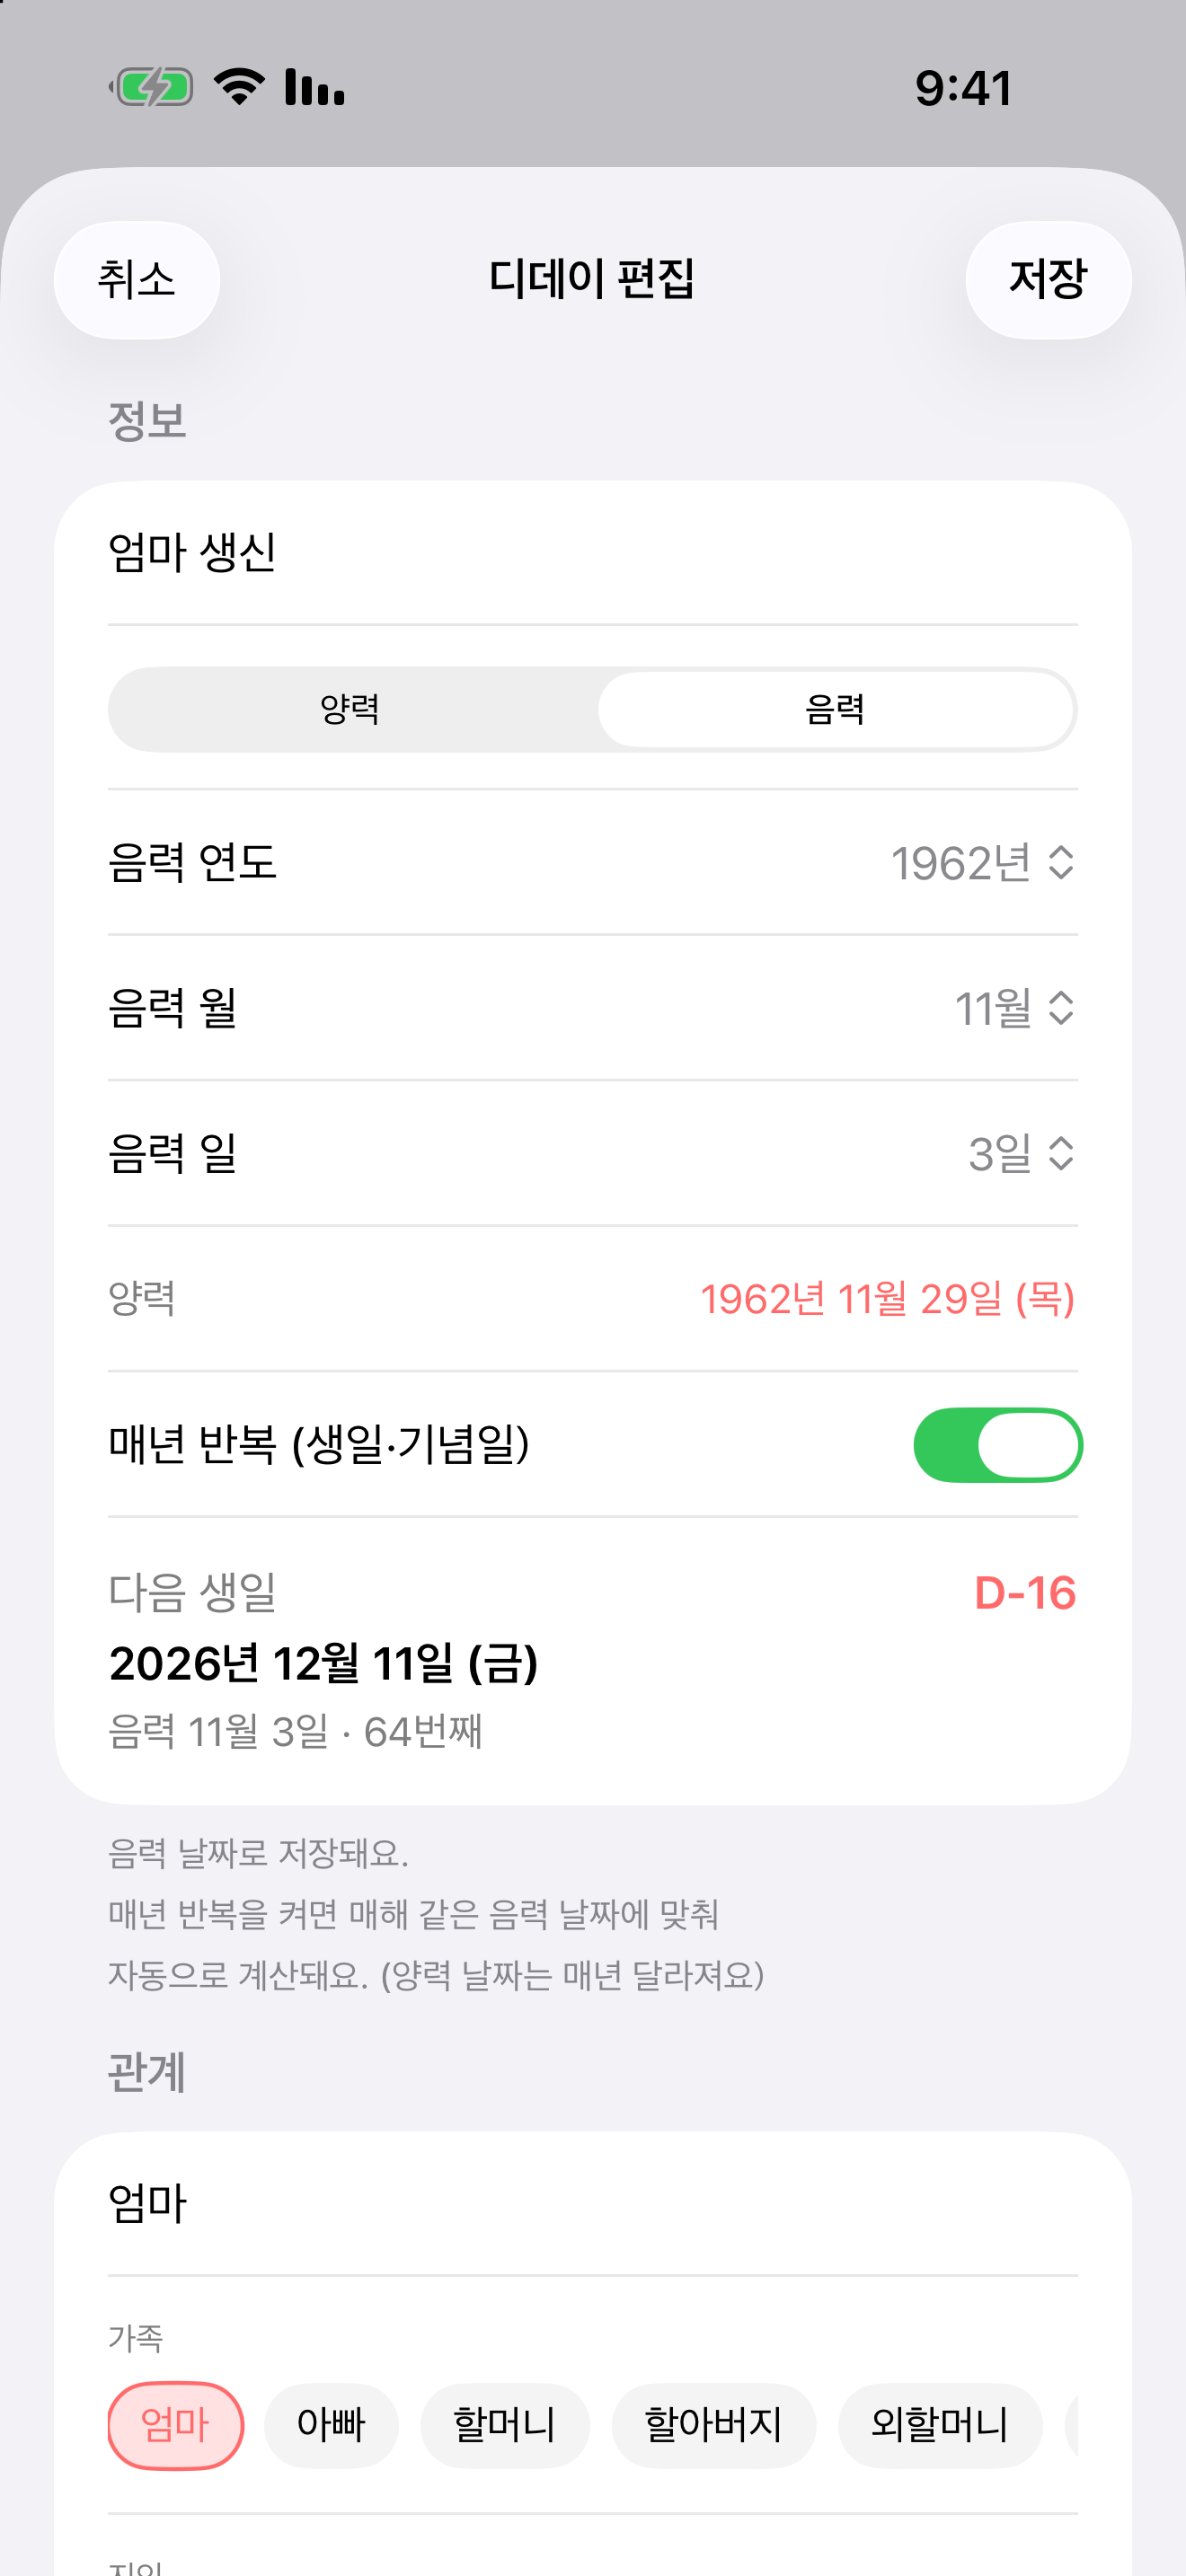 9:41
취소
디데이 편집
저장
정보
엄마 생신
양력
음력
음력 연도
1962년
음력 월
11월
음력 일
3일
양력
1962년 11월 29일 (목)
매년 반복 (생일·기념일)
다음 생일
D-16
2026년 12월 11일 (금)
음력 11월 3일 · 64번째
음력 날짜로 저장돼요.
매년 반복을 켜면 매해 같은 음력 날짜에 맞춰
자동으로 계산돼요. (양력 날짜는 매년 달라져요)
관계
엄마
가족
엄마
아빠
할머니
할아버지
외할머니